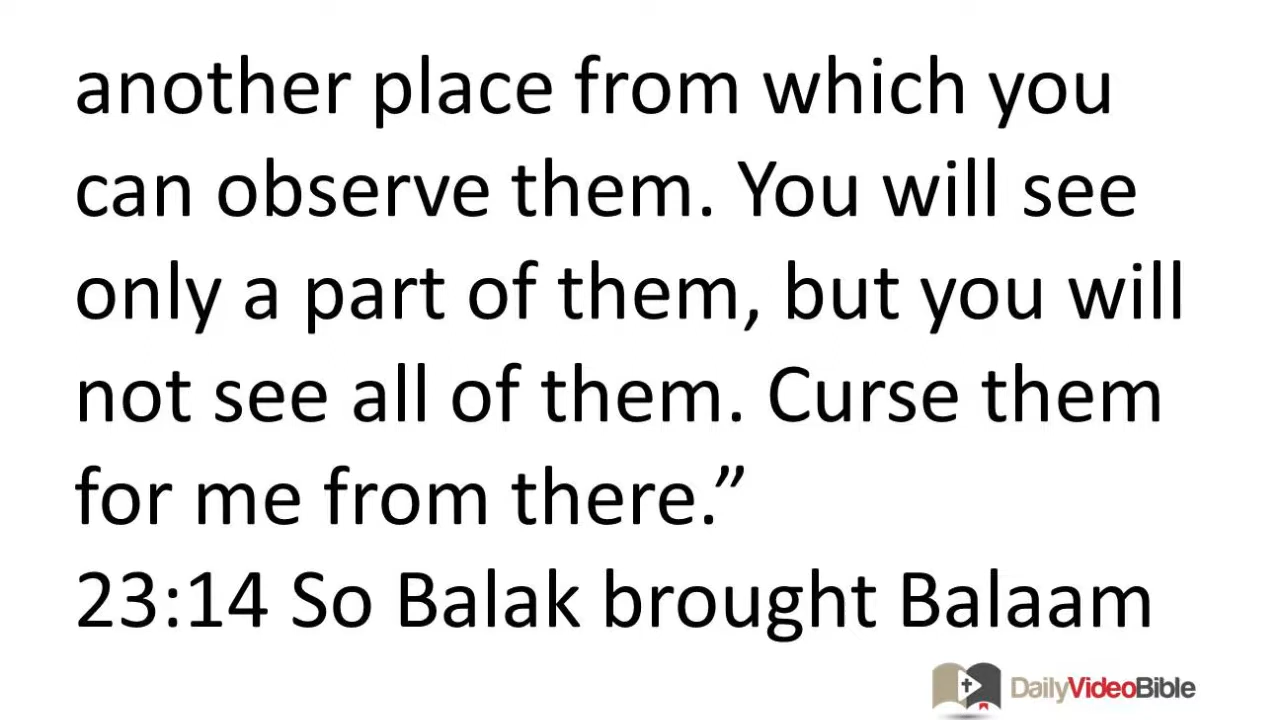 another place from which you
can observe them. You will see
only a part of them, but you will
not see all of them. Curse them
for me from there.”
23:14 So Balak brought Balaam
DailyVideoBible